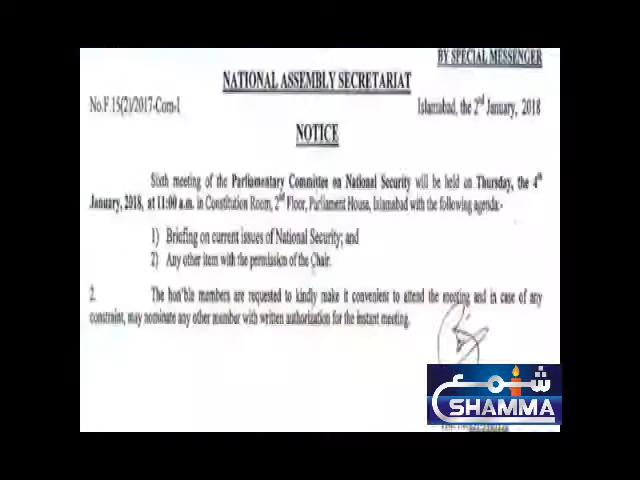 BY SPECIAL MESSENGER
NATIONAL ASSEMBLY SECRETARIAT
No.F.15(2)/2017-Com-I
Islamabad, the 2nd January, 2018
NOTICE
Sixth meeting of the Parliamentary Committee on National Security will be held on Thursday, the 4th
January, 2018, at 11:00 a.m. in Constitution Room, 2nd Floor, Parliament House, Islamabad with the following agenda:-
1) Briefing on current issues of National Security; and
2) Any other item with the permission of the Chair.
2. The hon'ble members are requested to kindly make it convenient to attend the meeting and in case of any
constraint, may nominate any other member with written authorization for the instant meeting.
شمع
SHAMMA